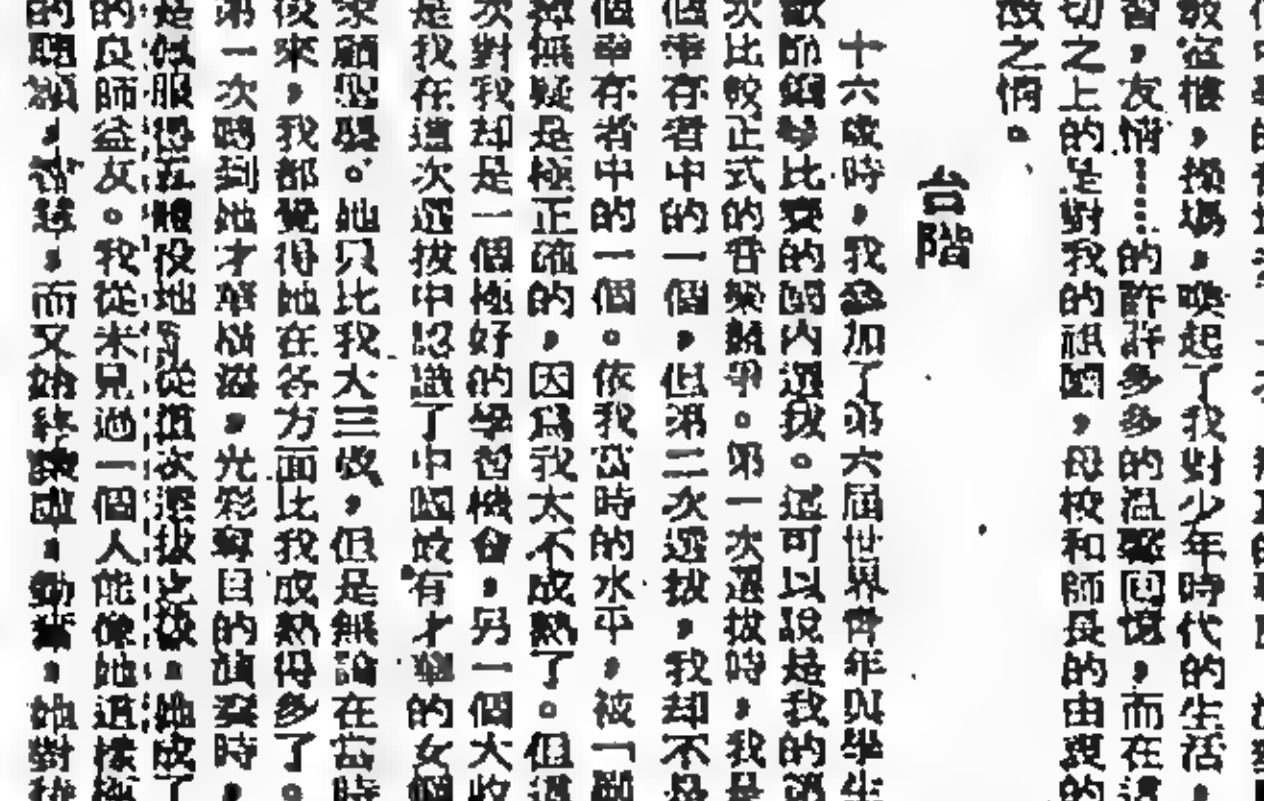 教室樓，操場，喚起了我對少年時代的生活，
習，友情……的許許多多的溫馨回憶，而在這
切之上的是對我的祖國，母校和師長的由衷的
激之情。
台階
十六歲時，我參加了第六屆世界青年與學生
歡節鋼琴比賽的國內選拔。這可以說是我的第
次比較正式的音樂競爭。第一次選拔時，我是
個幸存者中的一個，但第二次選拔，我却不是
個幸存者中的一個。依我當時的水平，被「
掉無疑是極正確的，因爲我太不成熟了。但這
次對我却是一個極好的學習機會，另一個大收
是我在這次選拔中認識了中國最有才華的女鋼
家顧聖嬰。她只比我大三歲，但是無論在當時
後來，我都覺得她在各方面比我成熟得多了。
第一次聽到她才華橫溢，光彩奪目的演奏時，
是佩服得五體投地。從這次選拔之後，她成了
的良師益友。我從未見過一個人能像她這樣
的聰穎，智慧，而又始終謙虛，勤奮，她對